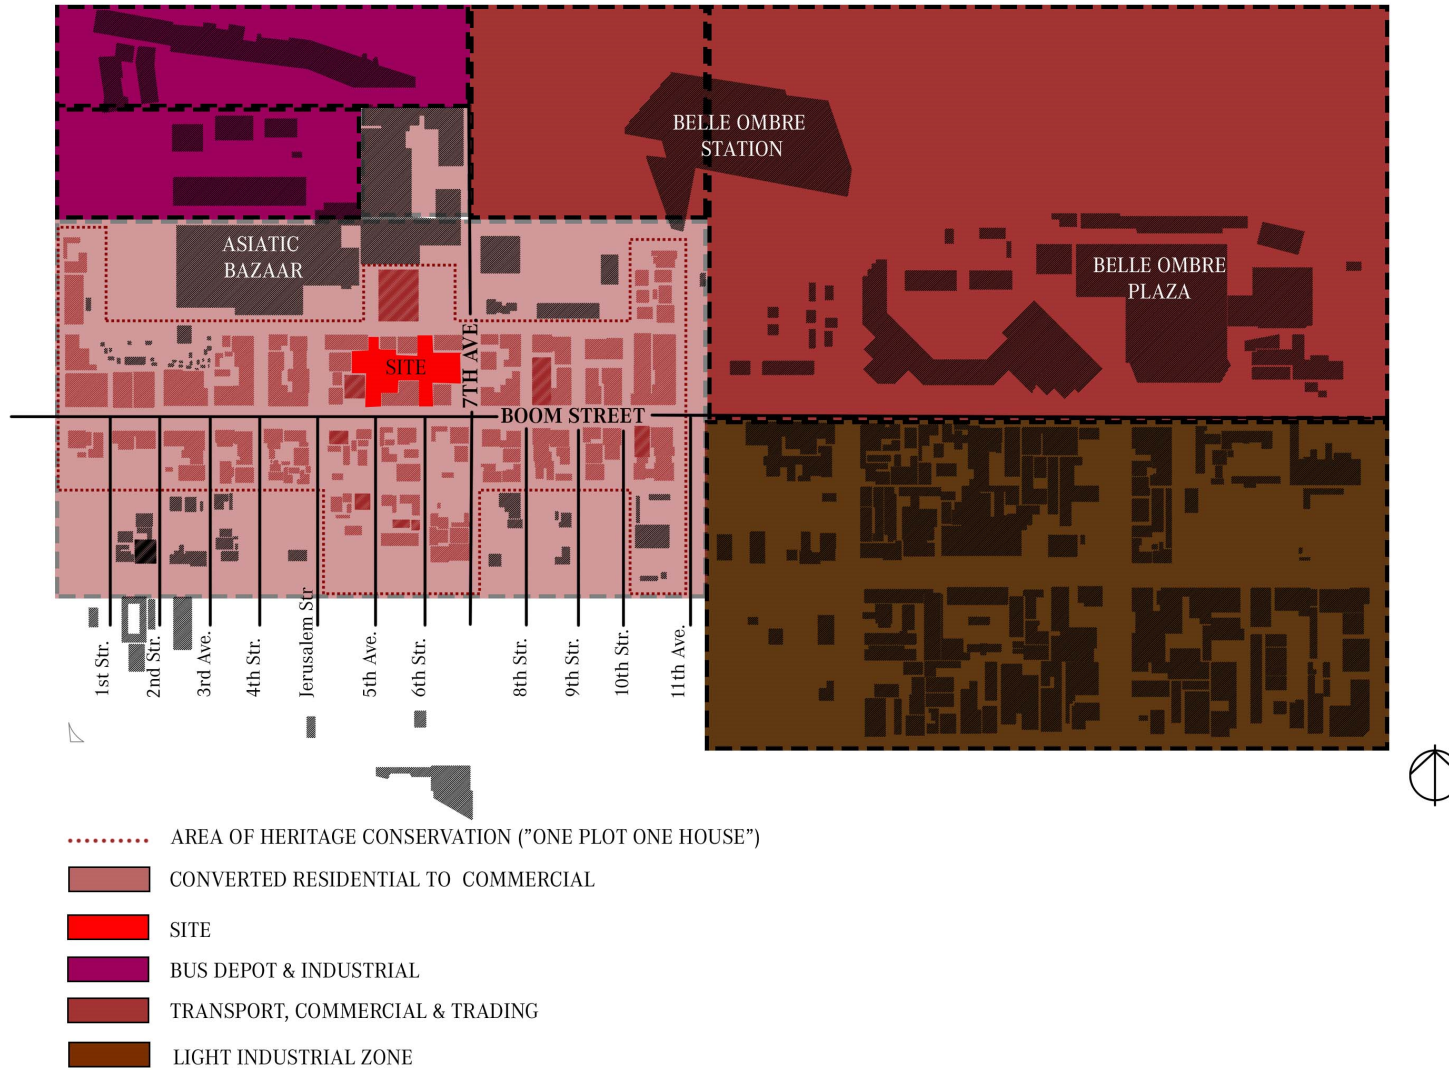 BELLE OMBRE
STATION
ASIATIC
BAZAAR
BELLE OMBRE
PLAZA
SITE
7TH AVE.
BOOM STREET
1st Str.
2nd Str.
3rd Ave.
4th Str.
Jerusalem Str
5th Ave.
6th Str.
8th Str.
9th Str.
10th Str.
11th Ave.
AREA OF HERITAGE CONSERVATION (”ONE PLOT ONE HOUSE”)
CONVERTED RESIDENTIAL TO COMMERCIAL
SITE
BUS DEPOT & INDUSTRIAL
TRANSPORT, COMMERCIAL & TRADING
LIGHT INDUSTRIAL ZONE